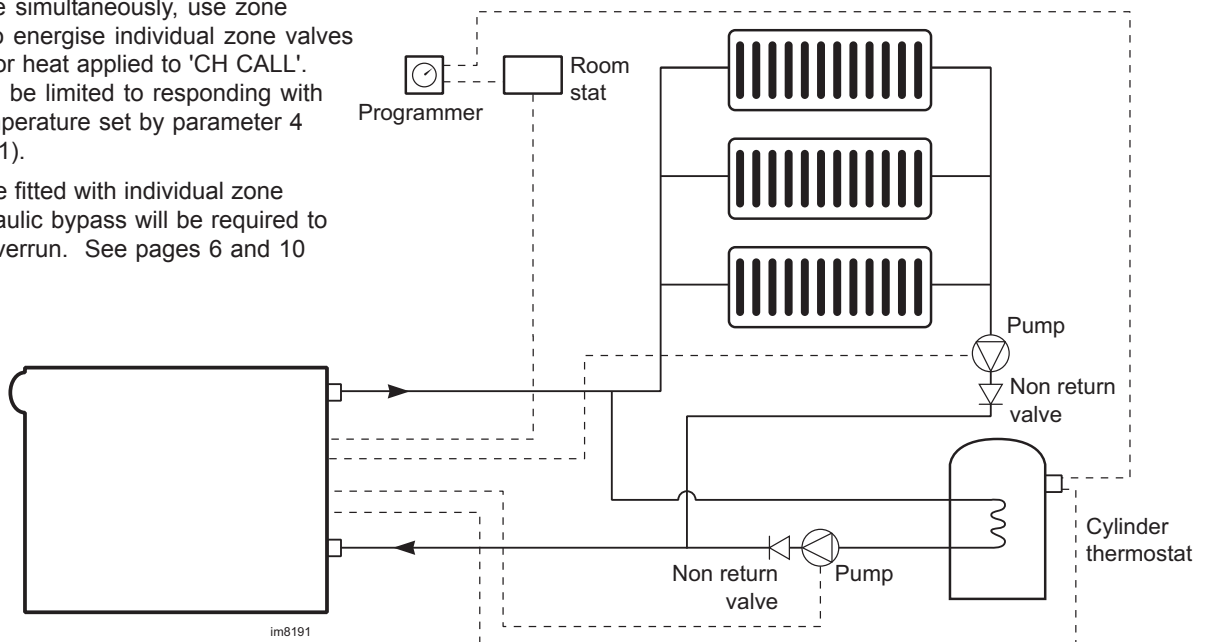 e simultaneously, use zone
o energise individual zone valves
or heat applied to 'CH CALL'.
be limited to responding with
perature set by parameter 4
1).
e fitted with individual zone
aulic bypass will be required to
verrun. See pages 6 and 10
Programmer
Room
stat
Pump
Non return
valve
Cylinder
thermostat
Non return
valve
Pump
im8191